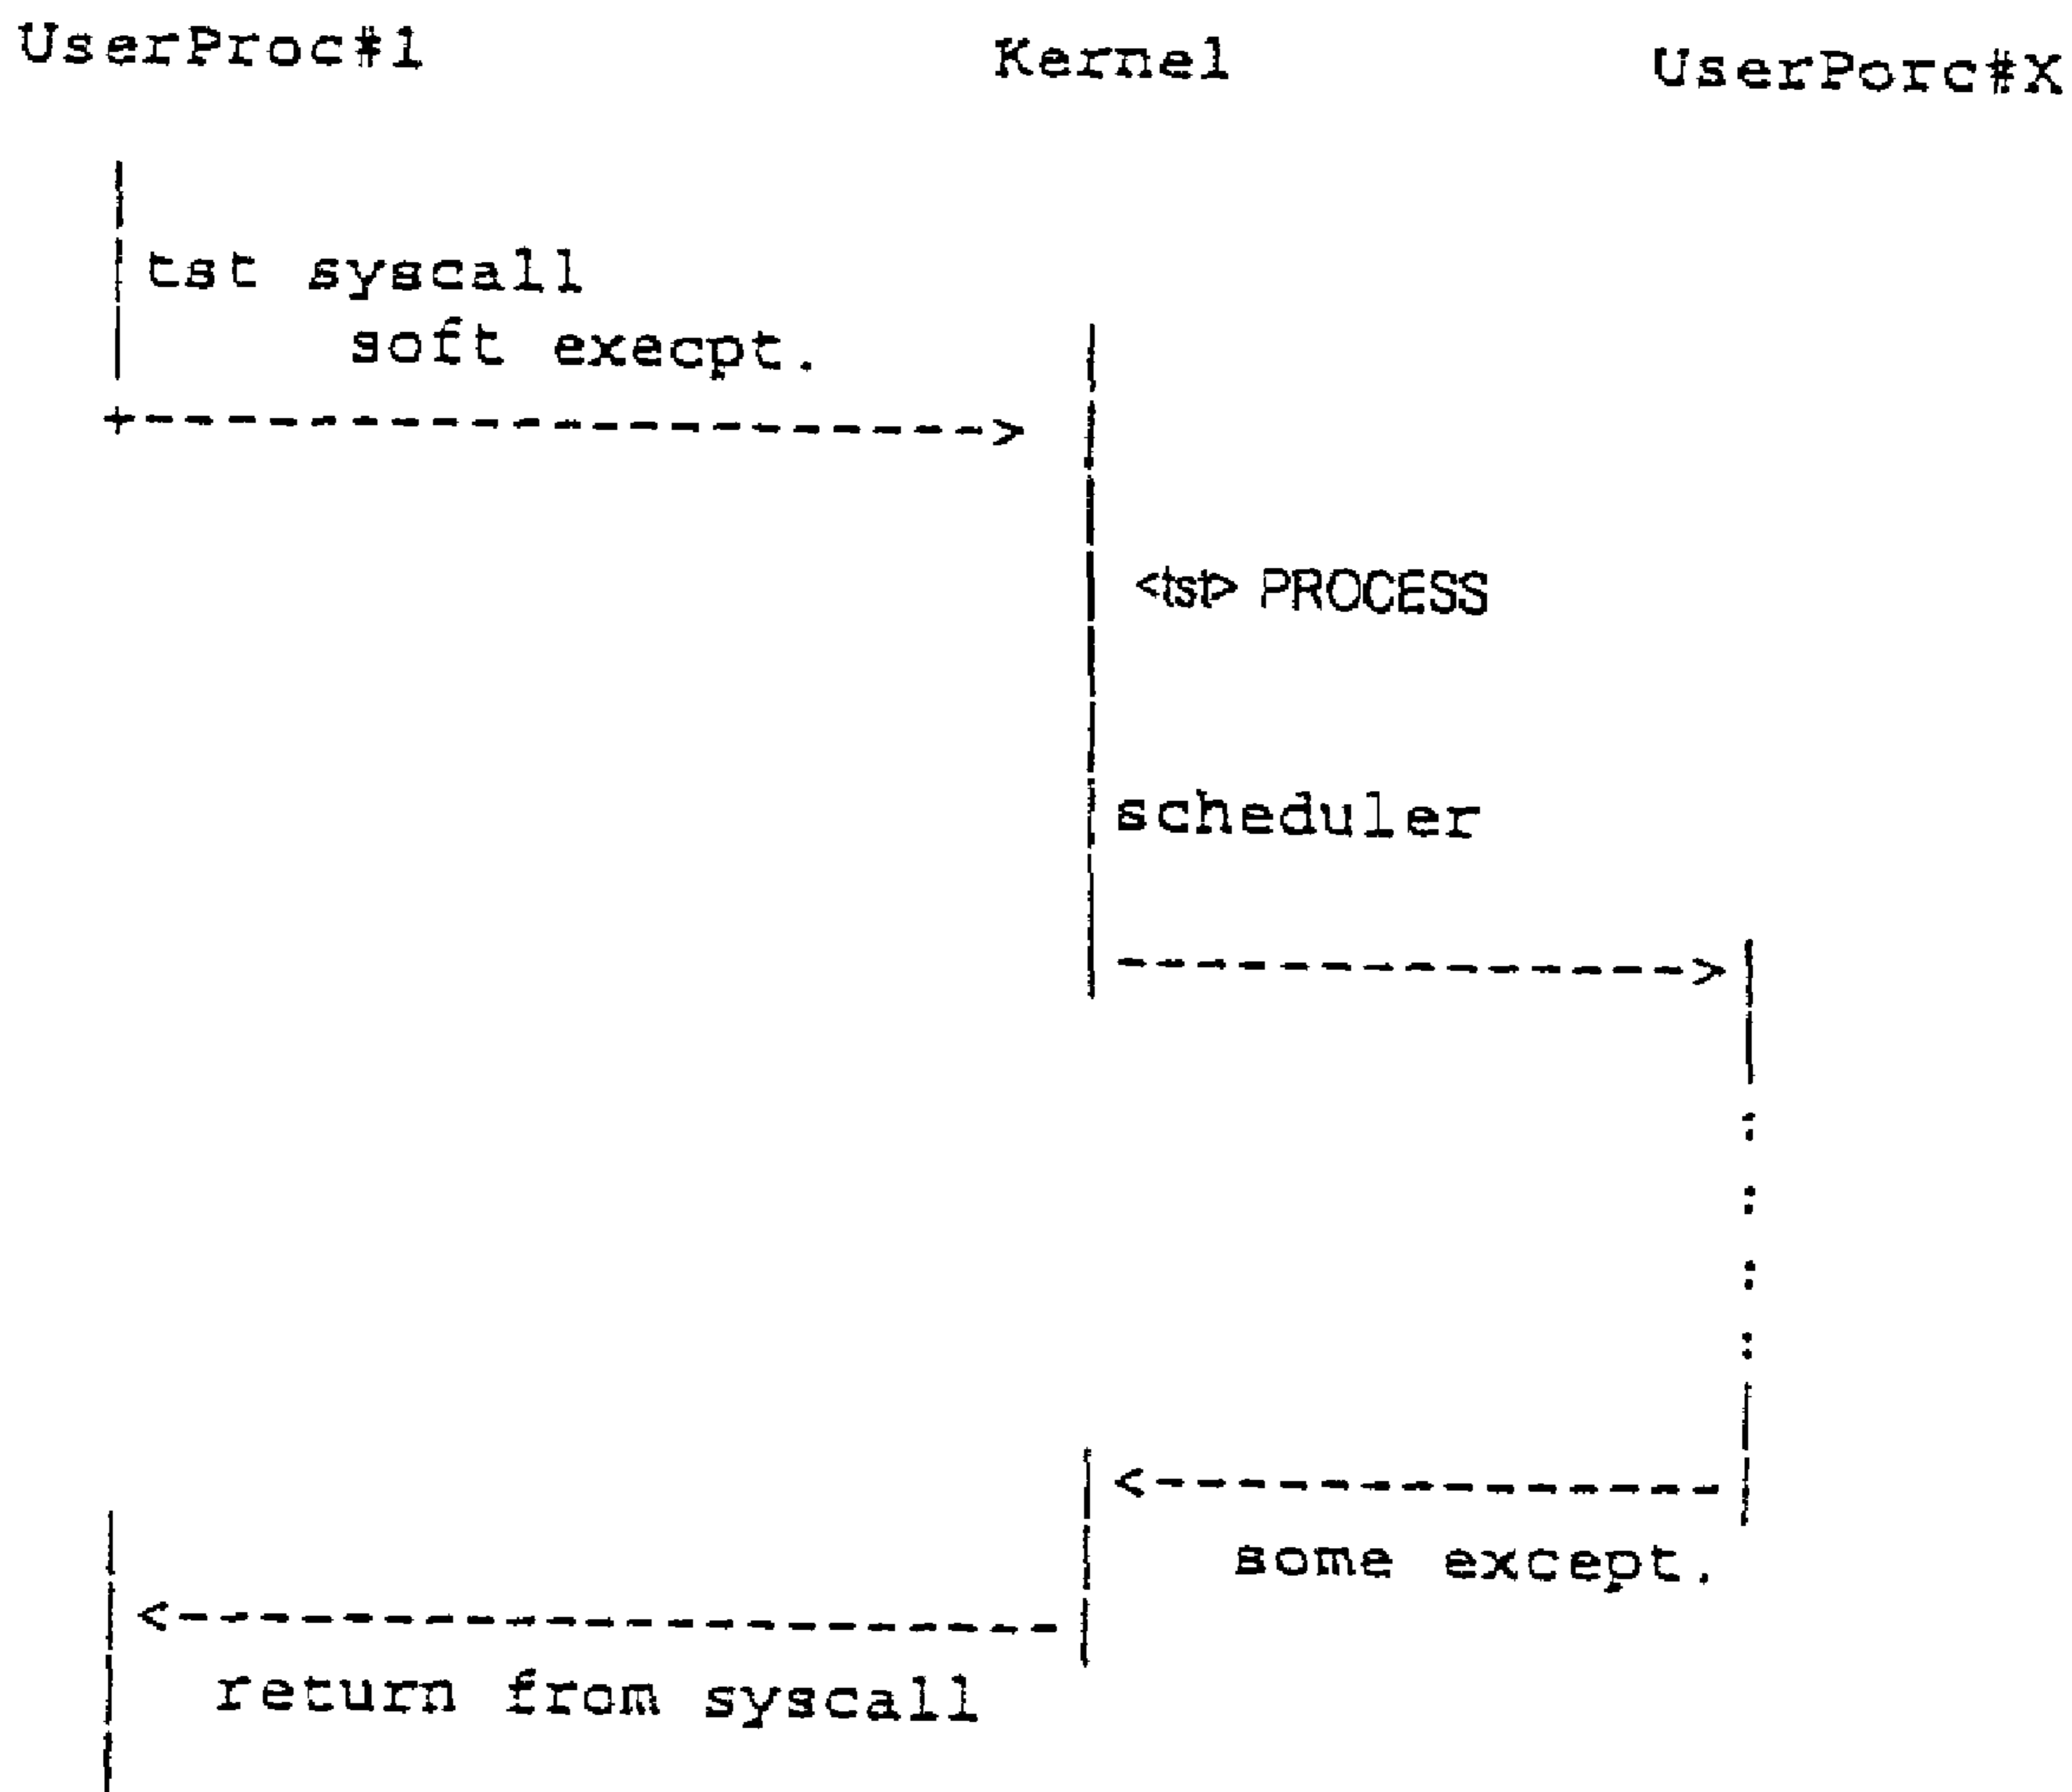 UserProc#1 Kernel UserPorc#X
tst syscall
soft execpt.
<tst> PROCESS
scheduler
some except.
return from syscall